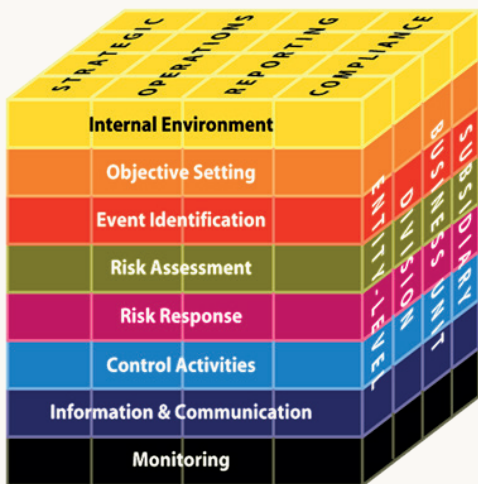 STRATEGIC
OPERATIONS
REPORTING
COMPLIANCE
Internal Environment
Objective Setting
Event Identification
Risk Assessment
Risk Response
Control Activities
Information & Communication
Monitoring
ENTITY-LEVEL
DIVISION
BUSINESS UNIT
SUBSIDIARY